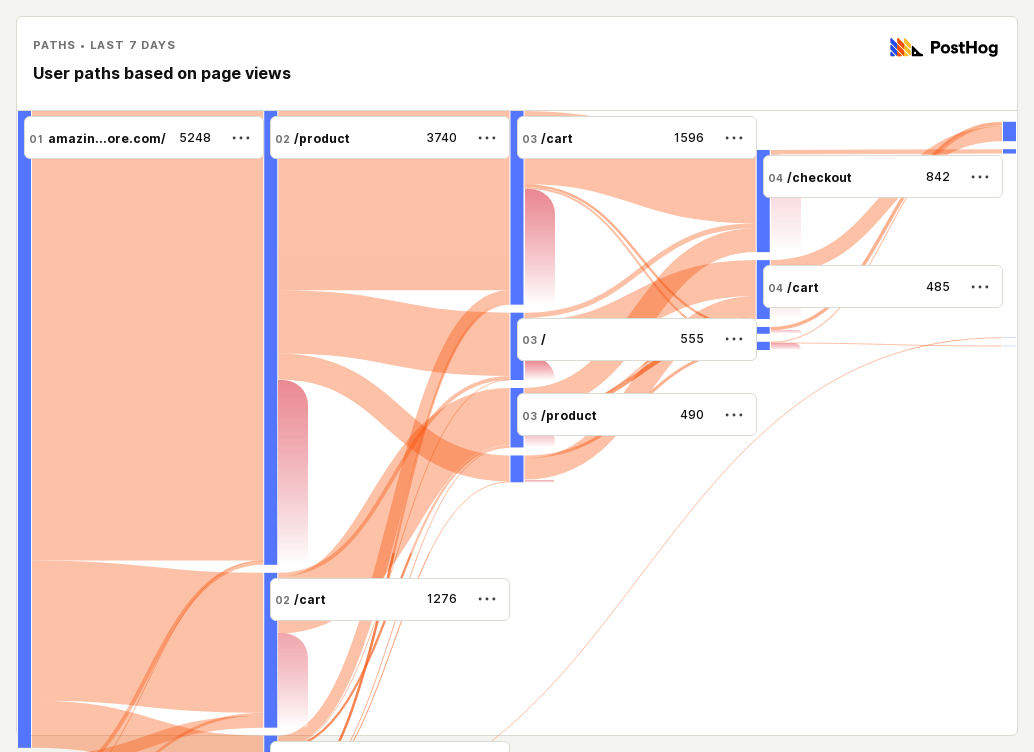 PATHS • LAST 7 DAYS
User paths based on page views
PostHog
01 amazin...ore.com/ 5248 •••
02 /product 3740 •••
03 /cart 1596 •••
04 /checkout 842 •••
04 /cart 485 •••
03 / 555 •••
03 /product 490 •••
02 /cart 1276 •••